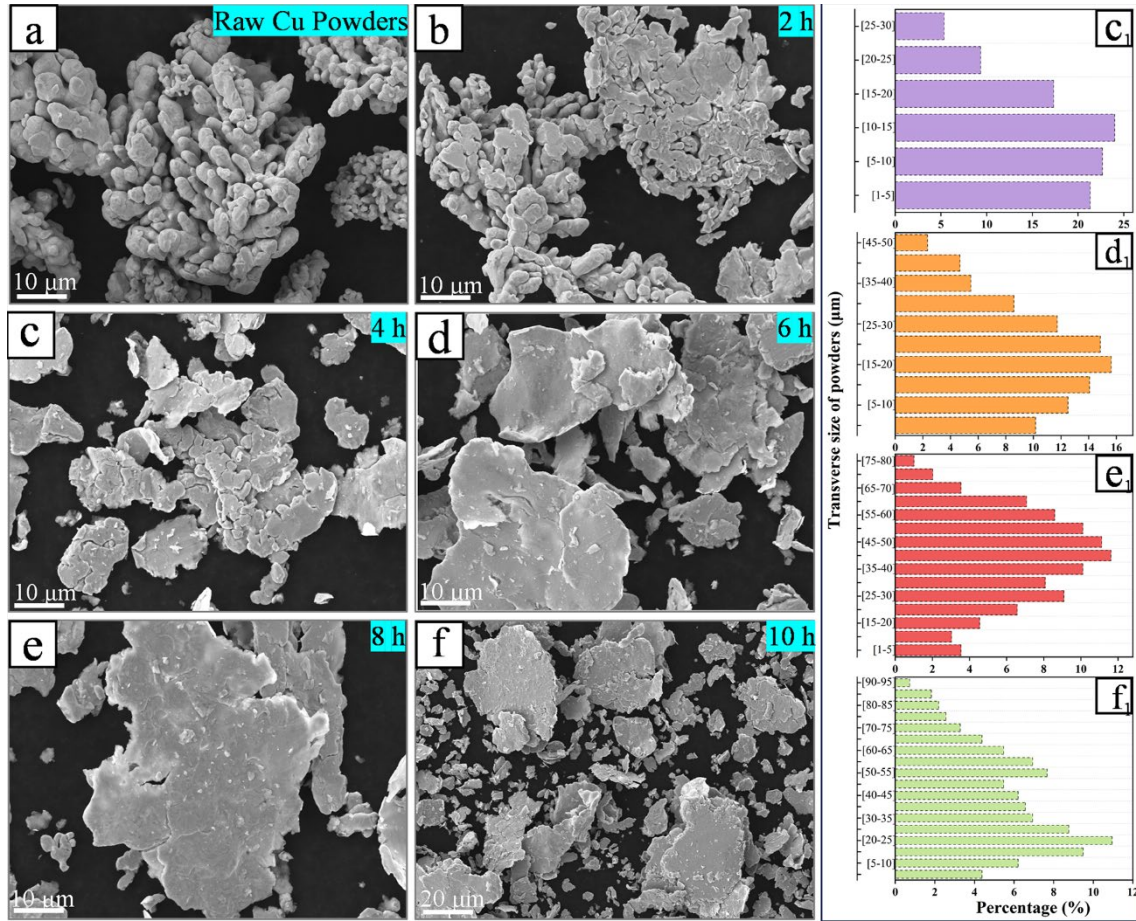 a
Raw Cu Powders
10 μm
b
2 h
10 μm
c
4 h
10 μm
d
6 h
10 μm
e
8 h
10 μm
f
10 h
20 μm
Transverse size of powders (μm)
c₁
[25-30]
[20-25]
[15-20]
[10-15]
[5-10]
[1-5]
0 5 10 15 20 25
d₁
[45-50]
[35-40]
[25-30]
[15-20]
[5-10]
0 2 4 6 8 10 12 14 16
e₁
[75-80]
[65-70]
[55-60]
[45-50]
[35-40]
[25-30]
[15-20]
[1-5]
0 2 4 6 8 10 12
f₁
[90-95]
[80-85]
[70-75]
[60-65]
[50-55]
[40-45]
[30-35]
[20-25]
[5-10]
0 2 4 6 8 10 12
Percentage (%)